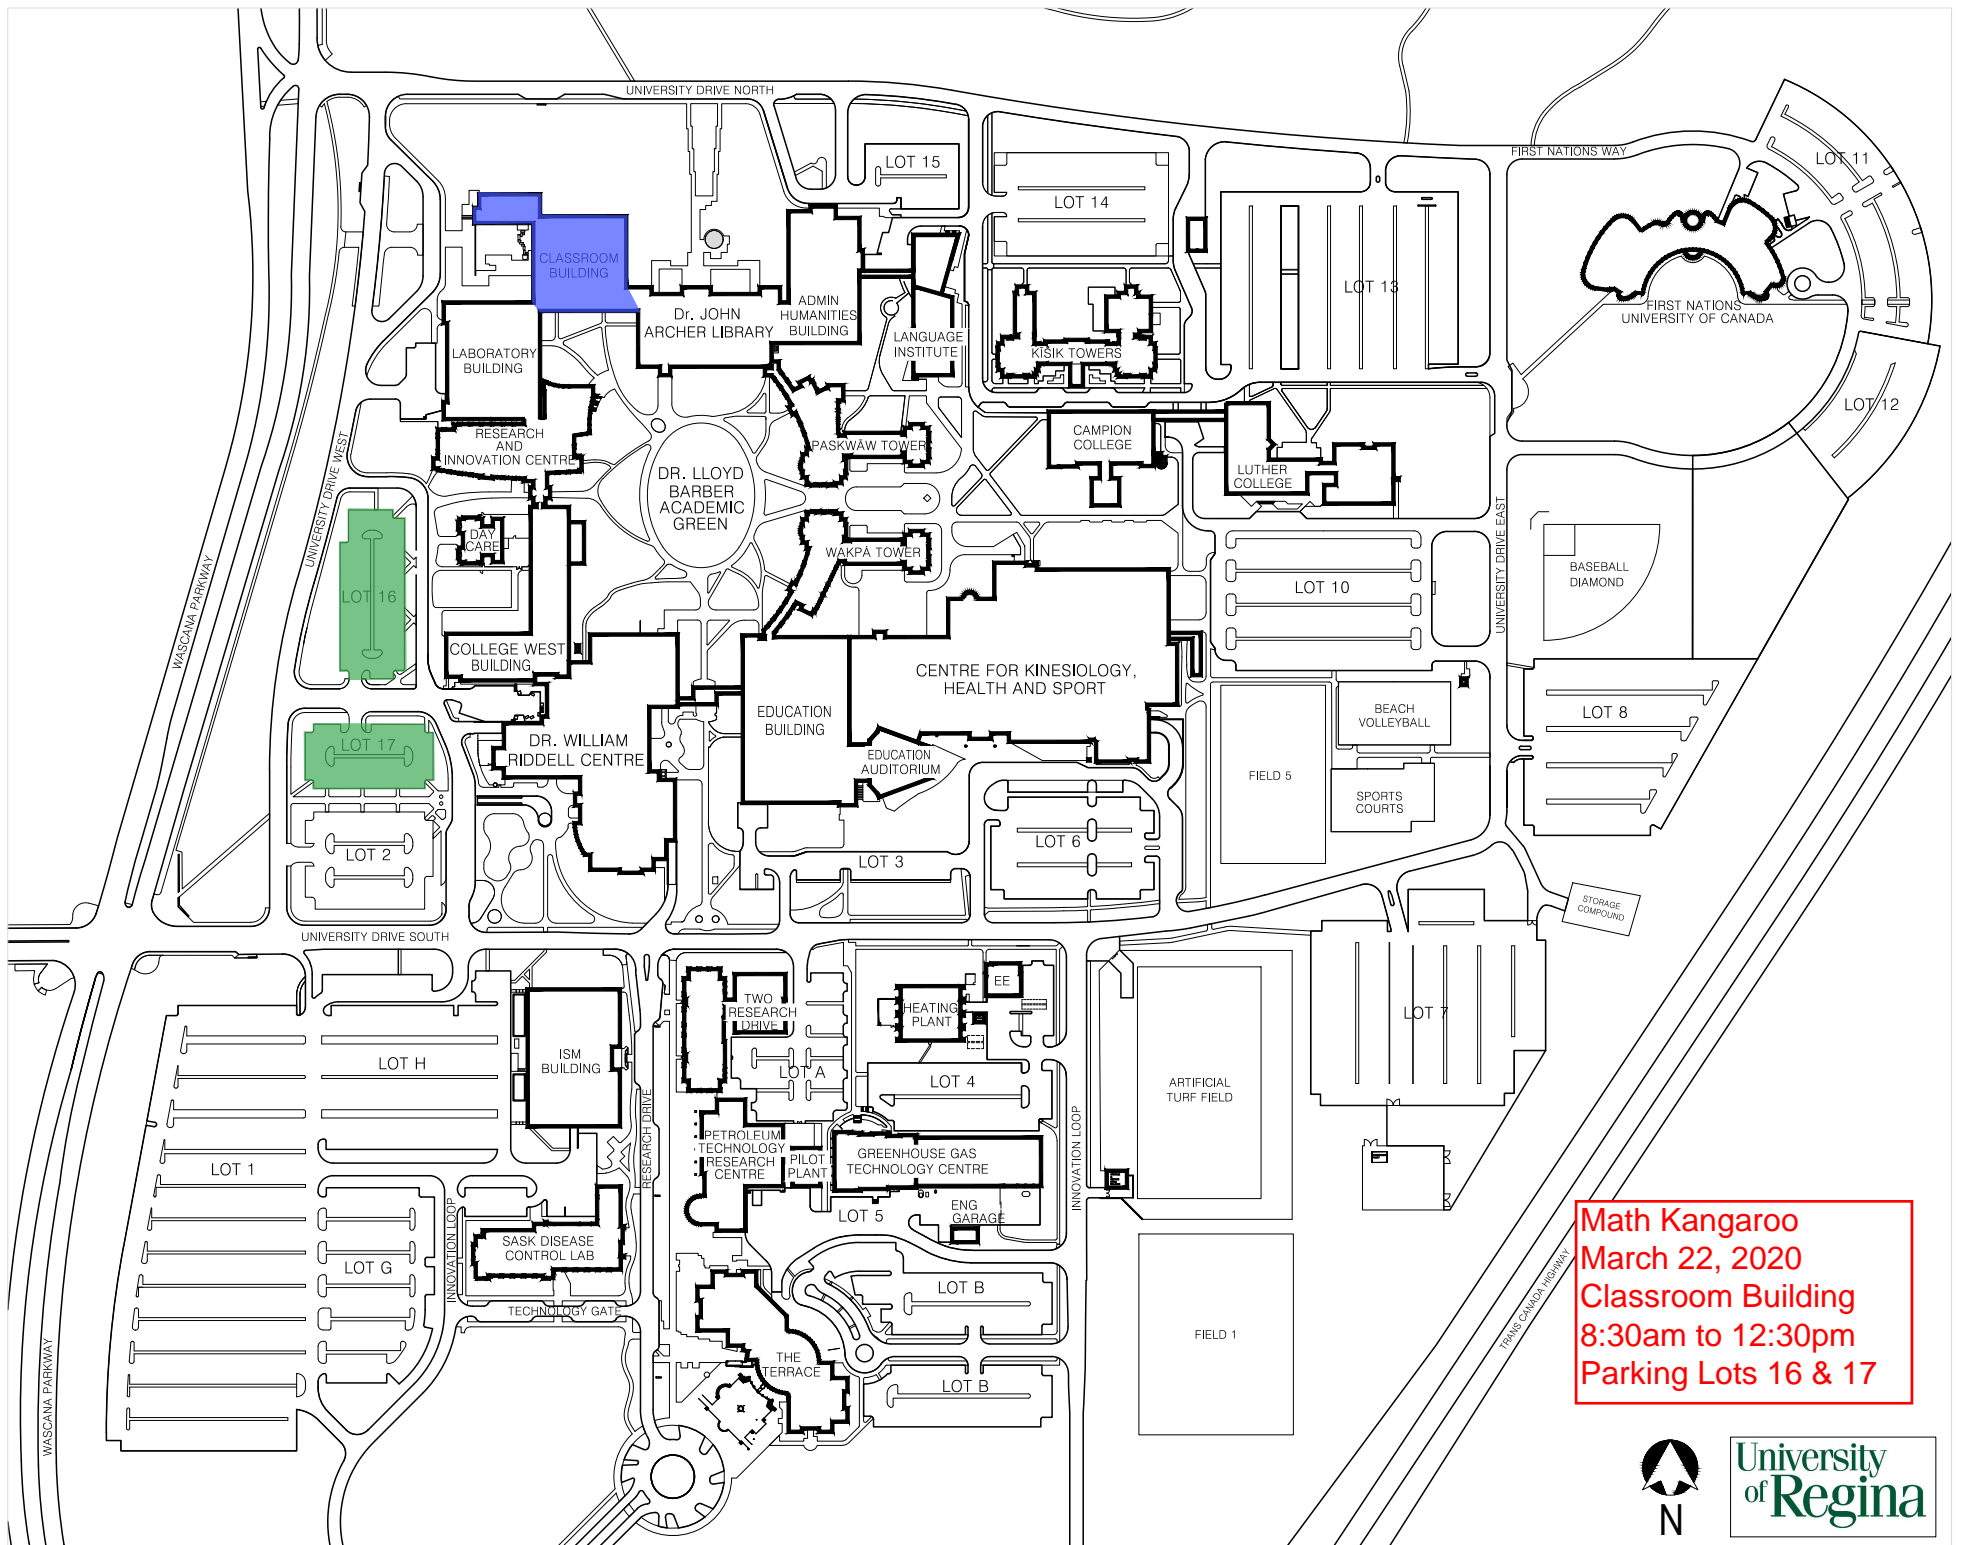 UNIVERSITY DRIVE NORTH
FIRST NATIONS WAY
LOT 15
LOT 11
LOT 14
CLASSROOM
BUILDING
LOT 13
ADMIN
HUMANITIES
BUILDING
Dr. JOHN
ARCHER LIBRARY
FIRST NATIONS
UNIVERSITY OF CANADA
LANGUAGE
INSTITUTE
KĪSIK TOWERS
LABORATORY
BUILDING
LOT 12
RESEARCH
AND
INNOVATION CENTRE
PASKWĀW TOWER
CAMPION
COLLEGE
LUTHER
COLLEGE
DR. LLOYD
BARBER
ACADEMIC
GREEN
UNIVERSITY DRIVE WEST
UNIVERSITY DRIVE EAST
DAY
CARE
WAKPĀ TOWER
BASEBALL
DIAMOND
LOT 10
LOT 16
WASCANA PARKWAY
COLLEGE WEST
BUILDING
CENTRE FOR KINESIOLOGY,
HEALTH AND SPORT
EDUCATION
BUILDING
BEACH
VOLLEYBALL
LOT 8
LOT 17
DR. WILLIAM
RIDDELL CENTRE
EDUCATION
AUDITORIUM
FIELD 5
SPORTS
COURTS
LOT 2
LOT 3
LOT 6
STORAGE
COMPOUND
UNIVERSITY DRIVE SOUTH
TWO
RESEARCH
DRIVE
EE
HEATING
PLANT
LOT 7
LOT H
ISM
BUILDING
LOT A
LOT 4
ARTIFICIAL
TURF FIELD
RESEARCH DRIVE
INNOVATION LOOP
PETROLEUM
TECHNOLOGY
RESEARCH
CENTRE
PILOT
PLANT
GREENHOUSE GAS
TECHNOLOGY CENTRE
LOT 1
INNOVATION LOOP
LOT 5
ENG
GARAGE
SASK DISEASE
CONTROL LAB
LOT G
LOT B
TECHNOLOGY GATE
TRANS CANADA HIGHWAY
FIELD 1
THE
TERRACE
LOT B
WASCANA PARKWAY
Math Kangaroo
March 22, 2020
Classroom Building
8:30am to 12:30pm
Parking Lots 16 & 17
N
University
of Regina